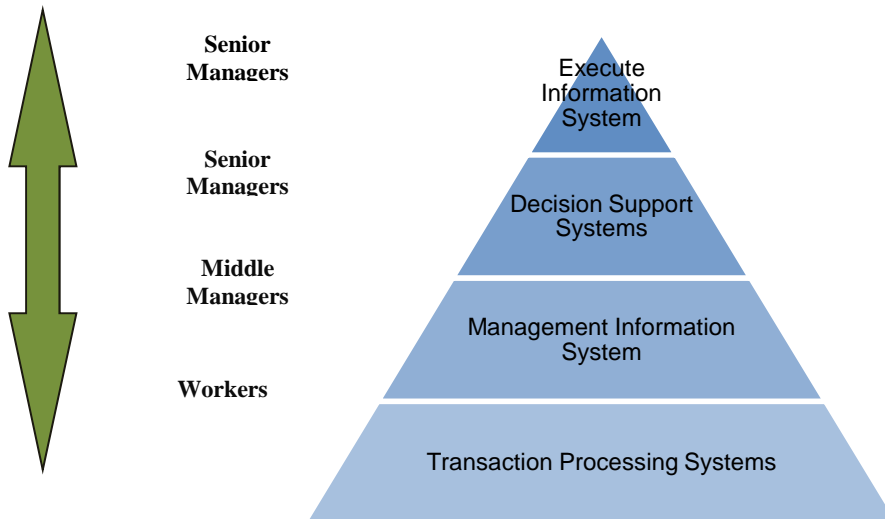 Senior
Managers
Execute
Information
System
Senior
Managers
Decision Support
Systems
Middle
Managers
Management Information
System
Workers
Transaction Processing Systems